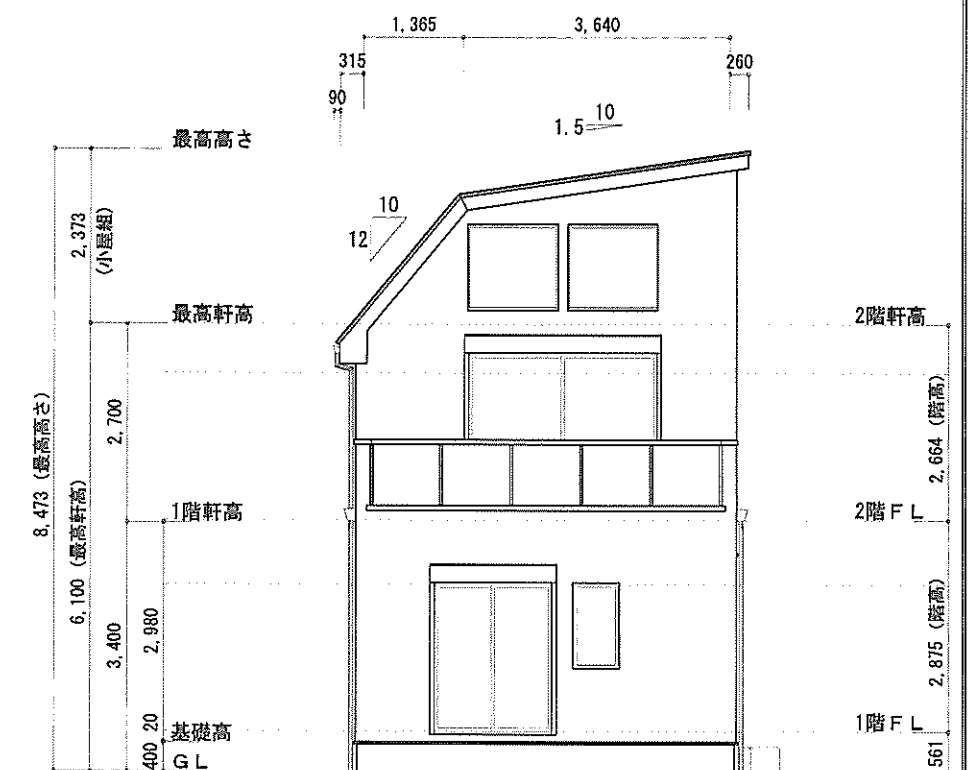 1,365
3,640
315
260
90
10
1.5
最高高さ
10
12
2,373
(小屋組)
最高軒高
2階軒高
2,700
2,664 (階高)
8,473 (最高高さ)
6,100 (最高軒高)
1階軒高
2階FL
3,400
2,980
2,875 (階高)
20
基礎高
1階FL
400
GL
561